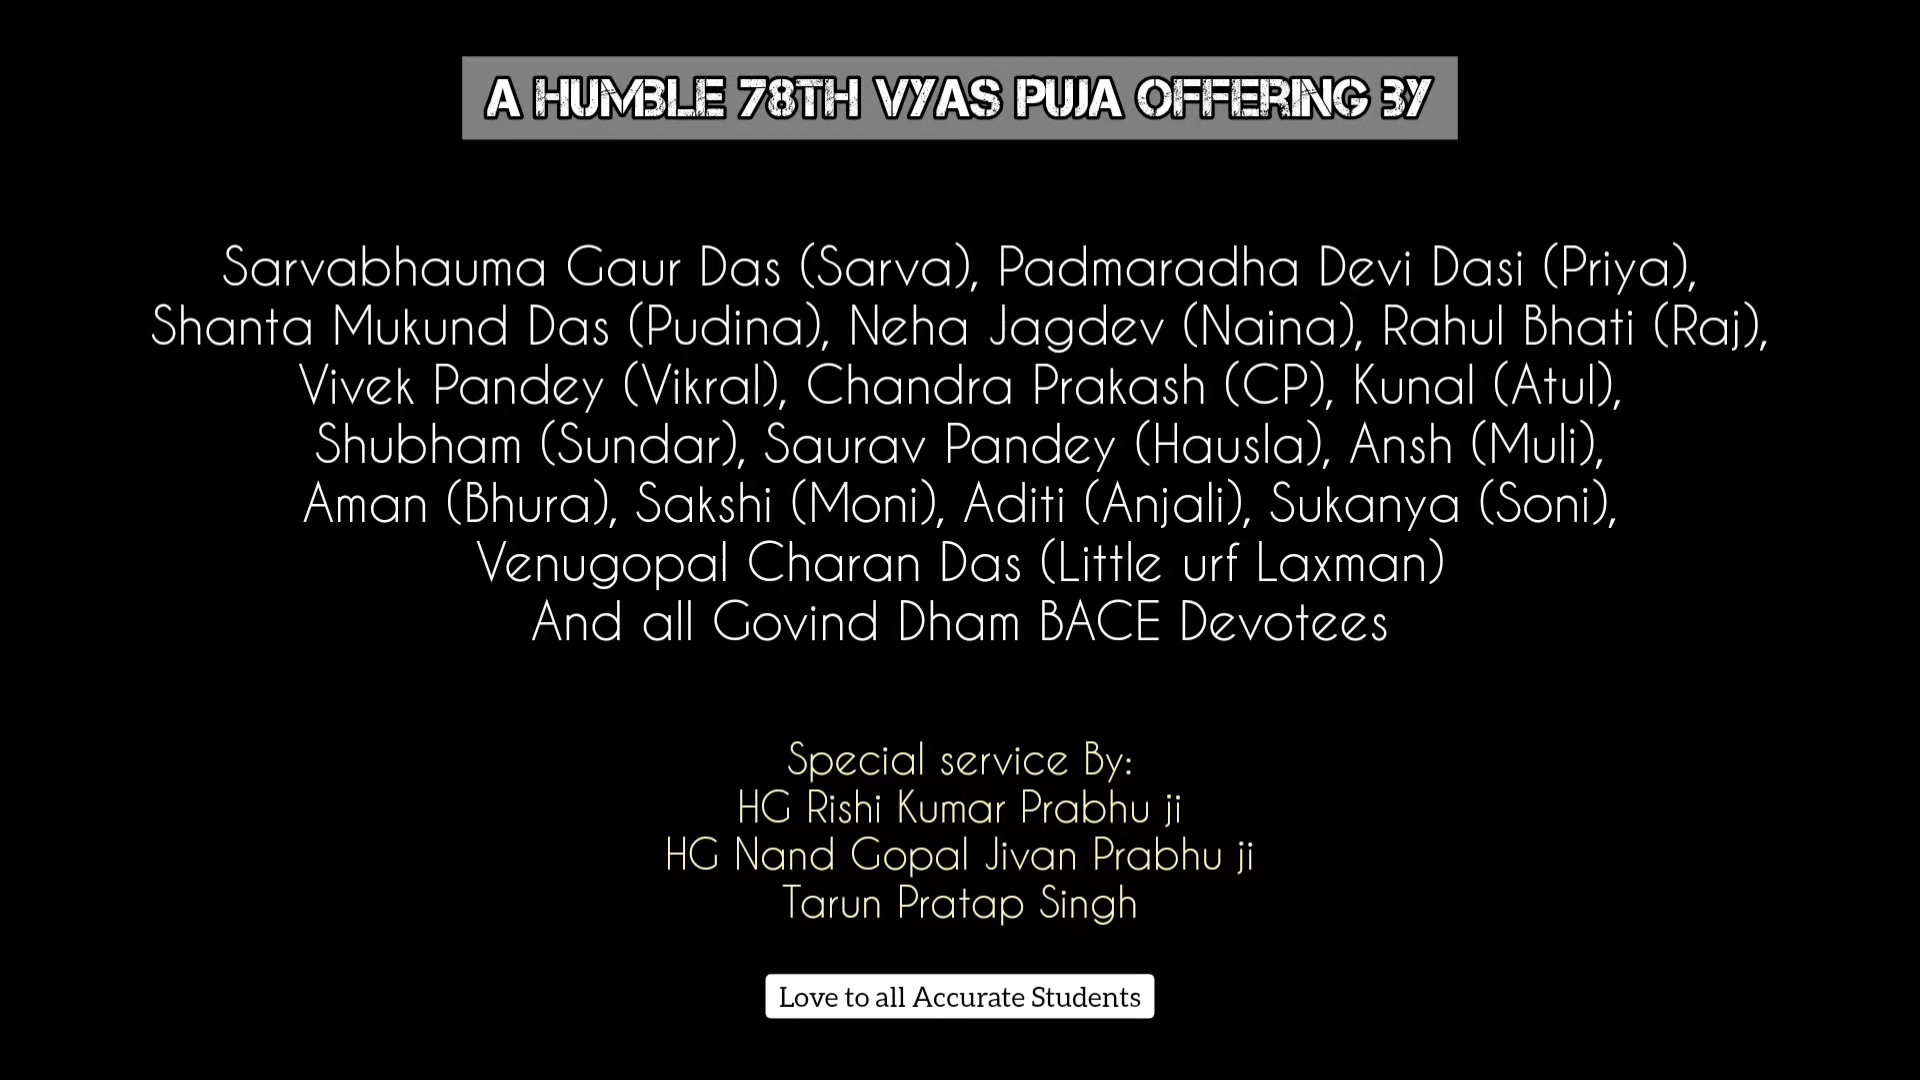 A HUMBLE 78TH VYAS PUJA OFFERING BY
Sarvabhauma Gaur Das (Sarva), Padmaradha Devi Dasi (Priya),
Shanta Mukund Das (Pudina), Neha Jagdev (Naina), Rahul Bhati (Raj),
Vivek Pandey (Vikral), Chandra Prakash (CP), Kunal (Atul),
Shubham (Sundar), Saurav Pandey (Hausla), Ansh (Muli),
Aman (Bhura), Sakshi (Moni), Aditi (Anjali), Sukanya (Soni),
Venugopal Charan Das (Little urf Laxman)
And all Govind Dham BACE Devotees
Special service By:
HG Rishi Kumar Prabhu ji
HG Nand Gopal Jivan Prabhu ji
Tarun Pratap Singh
Love to all Accurate Students